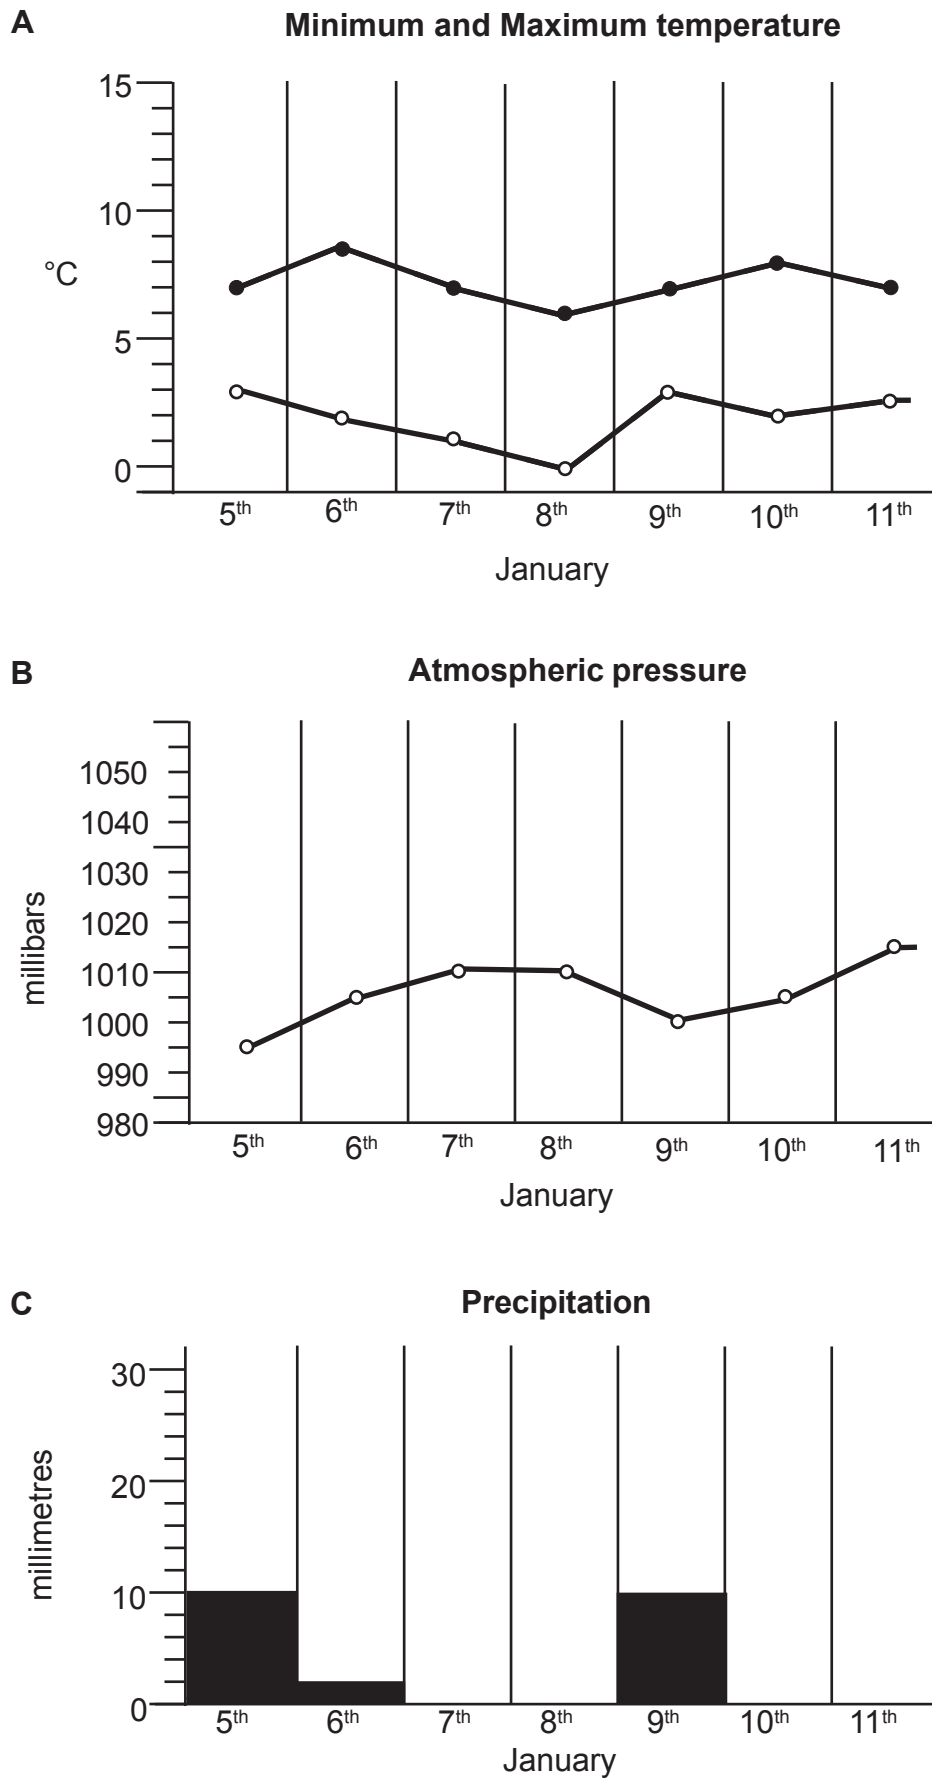 A Minimum and Maximum temperature
15
10
°C
5
0
5th 6th 7th 8th 9th 10th 11th
January
B Atmospheric pressure
1050
1040
1030
1020
millibars
1010
1000
990
980
5th 6th 7th 8th 9th 10th 11th
January
C Precipitation
30
20
millimetres
10
0
5th 6th 7th 8th 9th 10th 11th
January